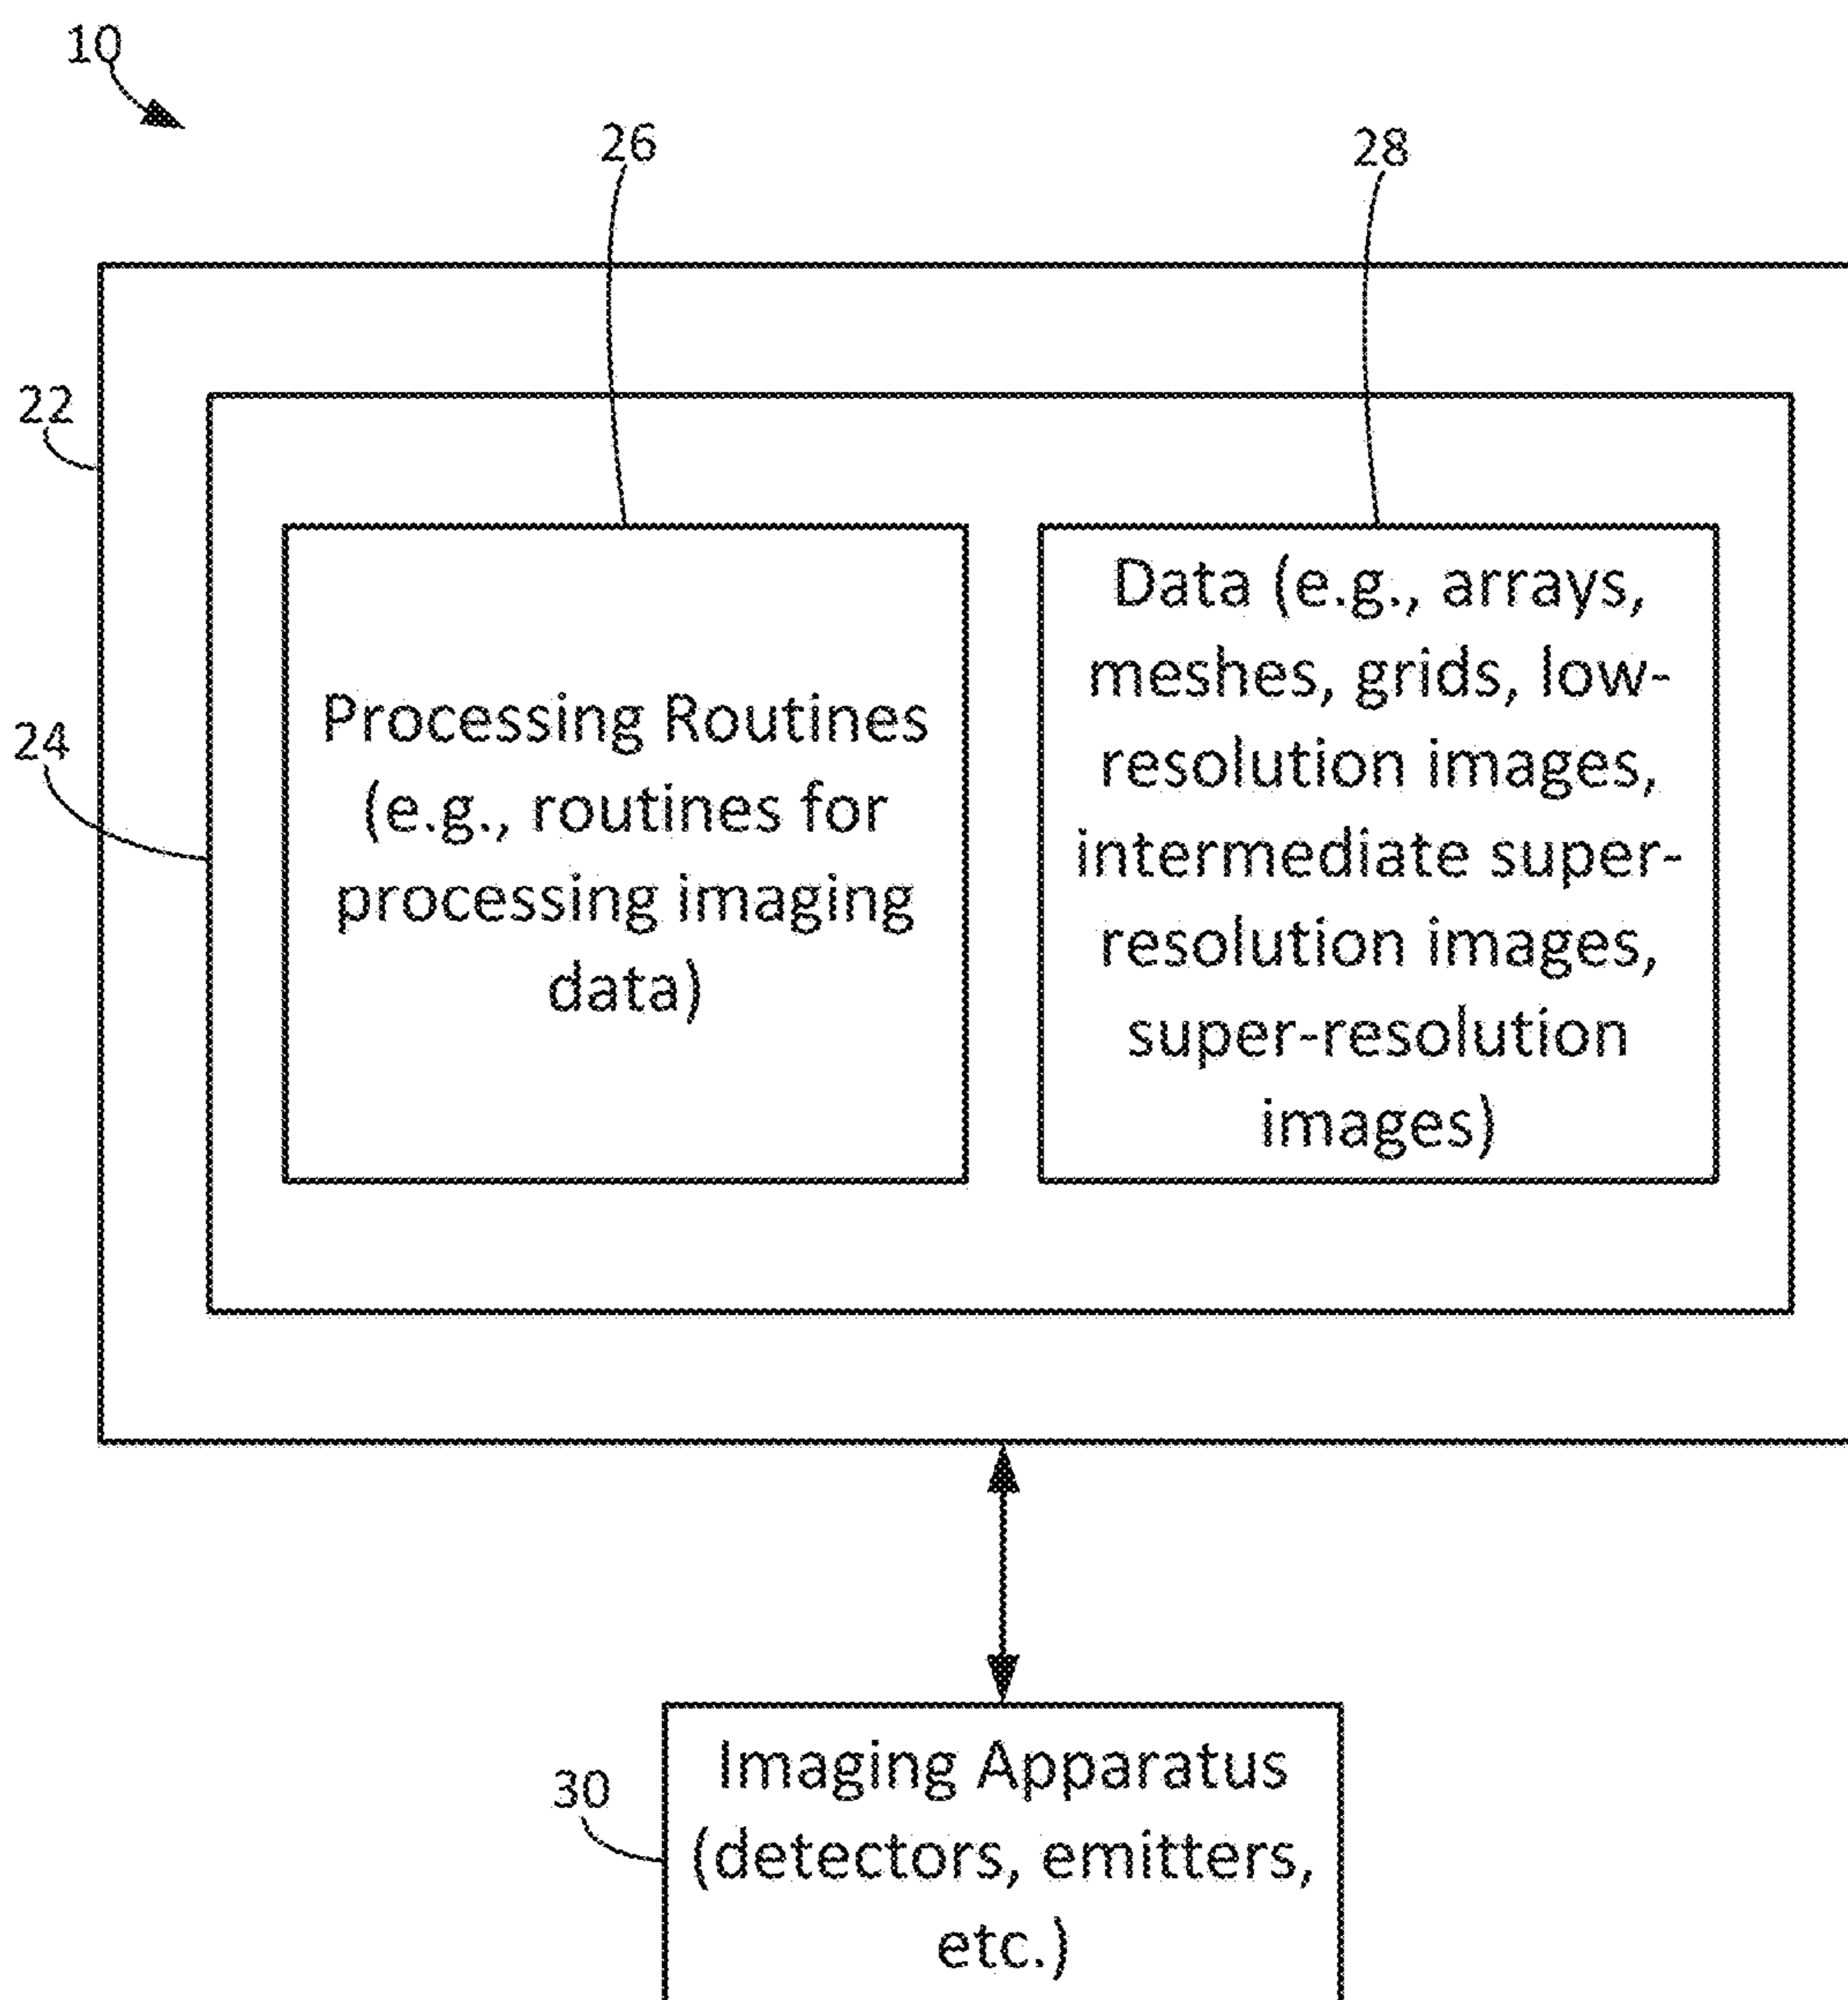 10
26
28
22
24
Processing Routines
(e.g., routines for
processing imaging
data)
Data (e.g., arrays,
meshes, grids, low-
resolution images,
intermediate super-
resolution images,
super-resolution
images)
30
Imaging Apparatus
(detectors, emitters,
etc.)